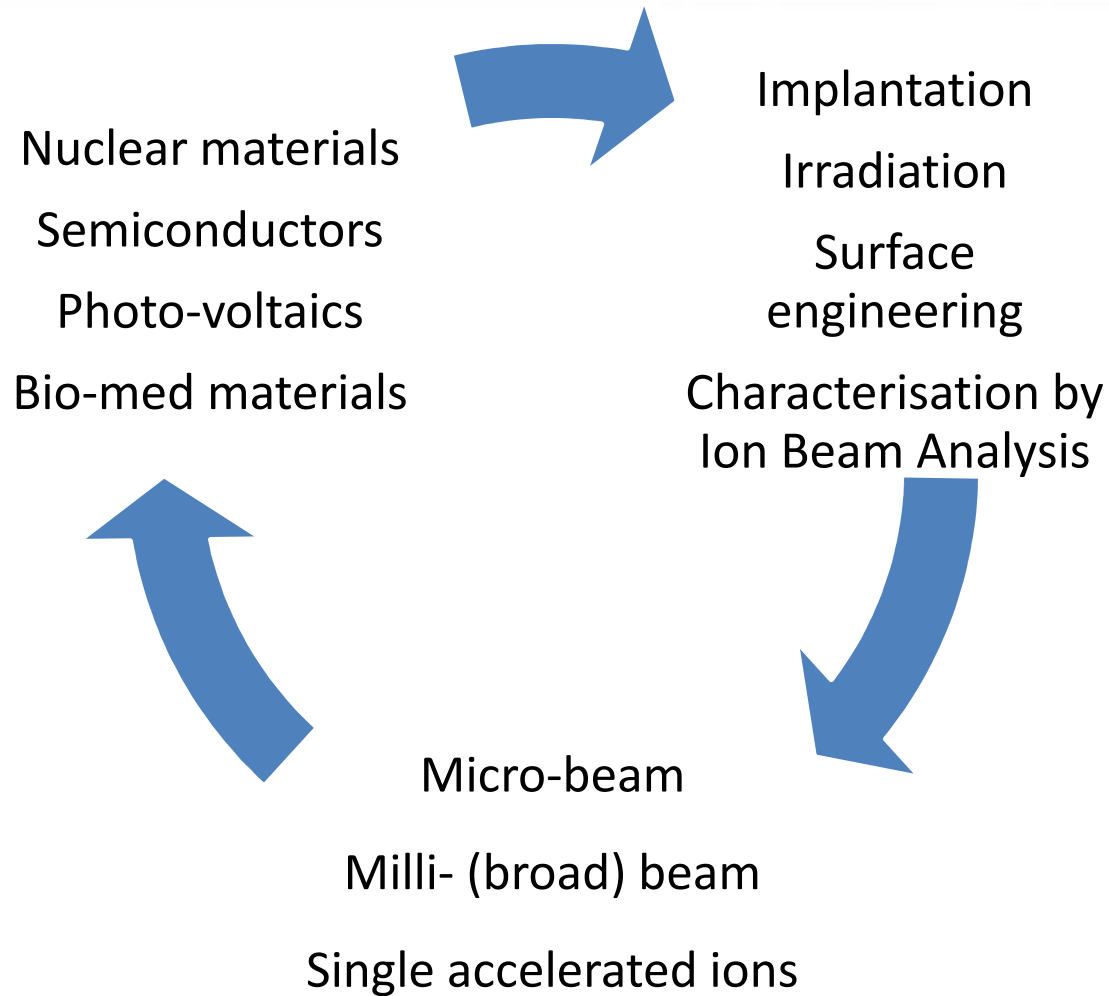 Nuclear materials
Semiconductors
Photo-voltaics
Bio-med materials
Implantation
Irradiation
Surface
engineering
Characterisation by
Ion Beam Analysis
Micro-beam
Milli- (broad) beam
Single accelerated ions